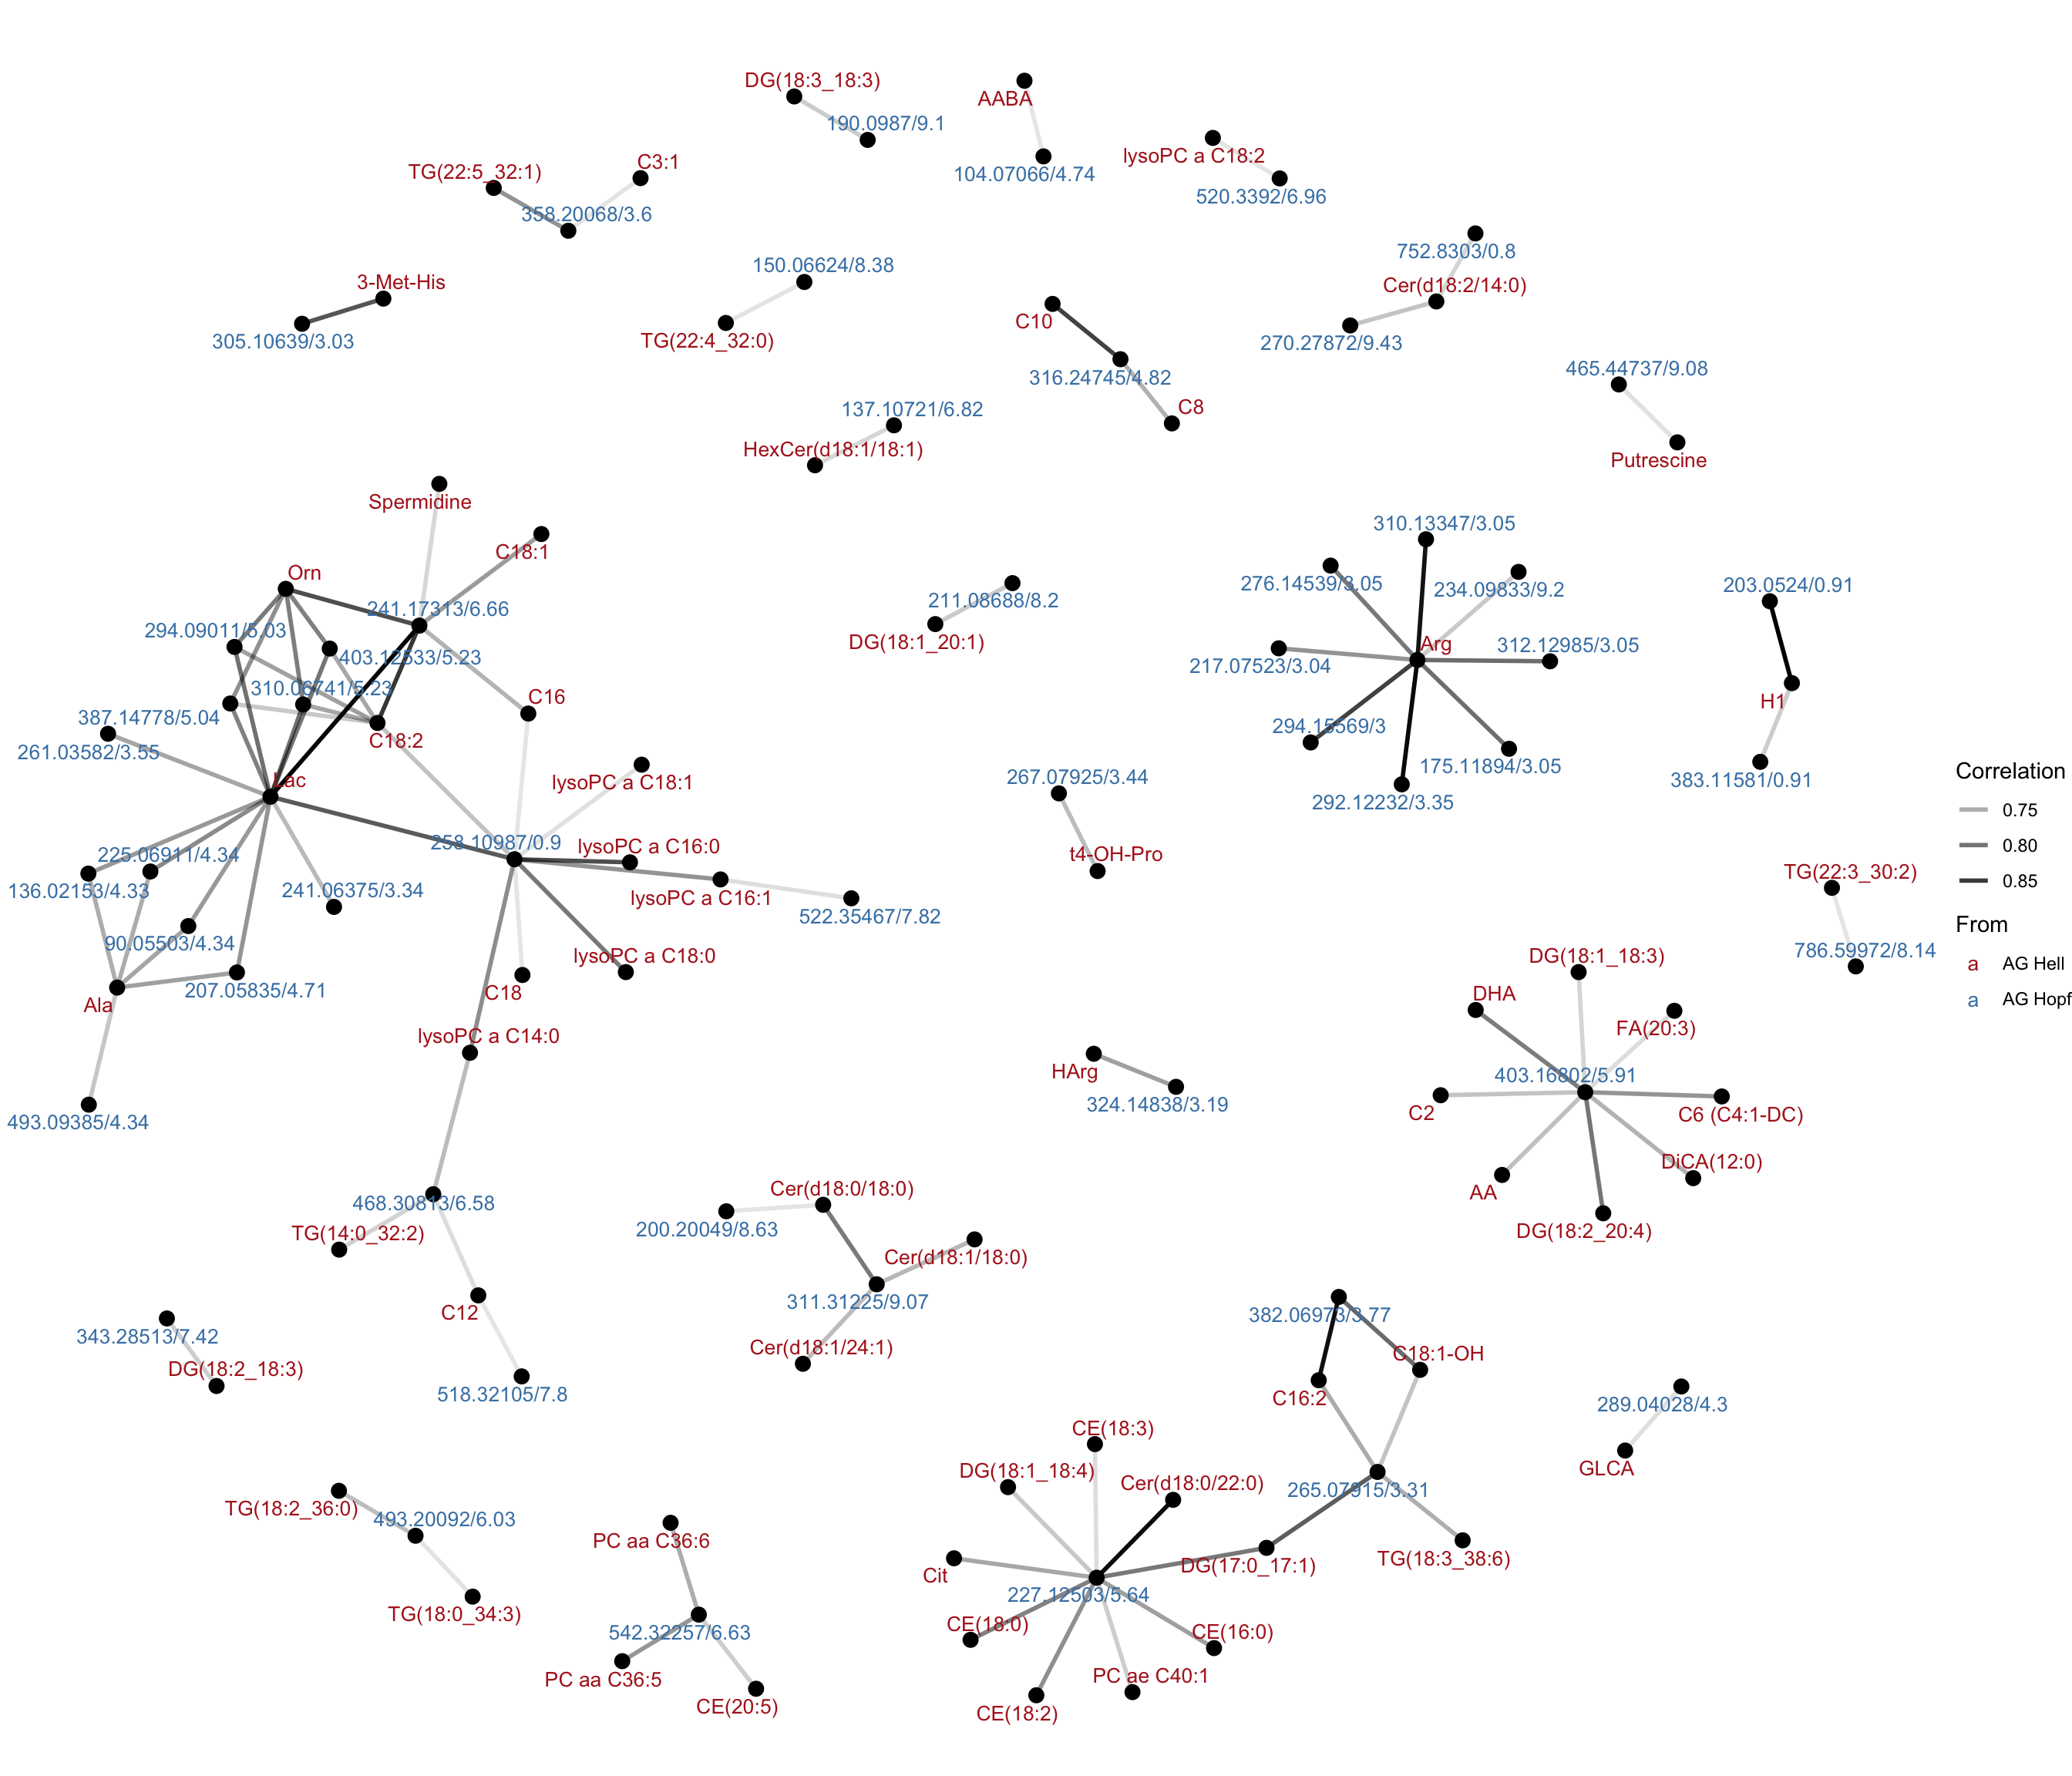 DG(18:3_18:3)
AABA
190.0987/9.1
lysoPC a C18:2
C3:1
TG(22:5_32:1)
104.07066/4.74
520.3392/6.96
358.20068/3.6
752.8303/0.8
150.06624/8.38
3-Met-His
Cer(d18:2/14:0)
C10
305.10639/3.03
TG(22:4_32:0)
270.27872/9.43
465.44737/9.08
316.24745/4.82
137.10721/6.82
C8
HexCer(d18:1/18:1)
Putrescine
Spermidine
310.13347/3.05
C18:1
Orn
276.14539/3.05
234.09833/9.2
203.0524/0.91
211.08688/8.2
241.17313/6.66
294.09011/5.03
DG(18:1_20:1)
Arg
312.12985/3.05
403.12633/5.23
217.07523/3.04
310.06741/5.23
C16
H1
387.14778/5.04
294.15569/3
C18:2
261.03582/3.55
175.11894/3.05
Correlation
Lac
lysoPC a C18:1
267.07925/3.44
383.11581/0.91
292.12232/3.35
0.75
258.10987/0.9
lysoPC a C16:0
0.80
225.06911/4.34
t4-OH-Pro
TG(22:3_30:2)
0.85
136.02153/4.33
241.06375/3.34
lysoPC a C16:1
522.35467/7.82
From
90.05503/4.34
lysoPC a C18:0
DG(18:1_18:3)
786.59972/8.14
a AG Hell
207.05835/4.71
C18
DHA
a AG Hopf
Ala
FA(20:3)
lysoPC a C14:0
HArg
403.16802/5.91
324.14838/3.19
C2
C6 (C4:1-DC)
493.09385/4.34
DiCA(12:0)
Cer(d18:0/18:0)
AA
468.30813/6.58
200.20049/8.63
TG(14:0_32:2)
DG(18:2_20:4)
Cer(d18:1/18:0)
311.31225/9.07
C12
382.06973/3.77
343.28513/7.42
Cer(d18:1/24:1)
C18:1-OH
DG(18:2_18:3)
518.32105/7.8
C16:2
289.04028/4.3
CE(18:3)
DG(18:1_18:4)
GLCA
Cer(d18:0/22:0)
265.07915/3.31
TG(18:2_36:0)
493.20092/6.03
PC aa C36:6
TG(18:3_38:6)
DG(17:0_17:1)
Cit
227.12503/5.64
TG(18:0_34:3)
CE(18:0)
542.32257/6.63
CE(16:0)
PC aa C36:5
PC ae C40:1
CE(20:5)
CE(18:2)